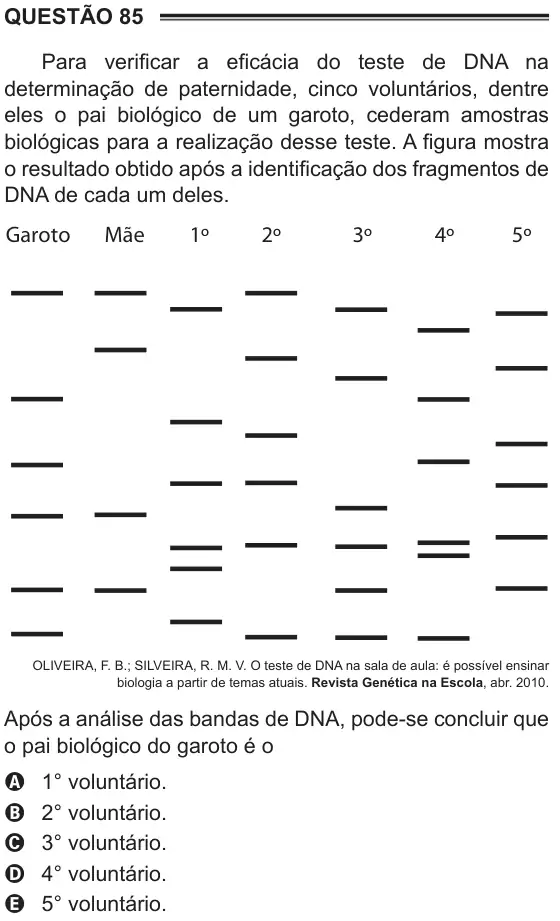 QUESTÃO 85
Para verificar a eficácia do teste de DNA na
determinação de paternidade, cinco voluntários, dentre
eles o pai biológico de um garoto, cederam amostras
biológicas para a realização desse teste. A figura mostra
o resultado obtido após a identificação dos fragmentos de
DNA de cada um deles.
Garoto Mãe 1º 2º 3º 4º 5º
OLIVEIRA, F. B.; SILVEIRA, R. M. V. O teste de DNA na sala de aula: é possível ensinar
biologia a partir de temas atuais. Revista Genética na Escola, abr. 2010.
Após a análise das bandas de DNA, pode-se concluir que
o pai biológico do garoto é o
A 1° voluntário.
B 2° voluntário.
C 3° voluntário.
D 4° voluntário.
E 5° voluntário.